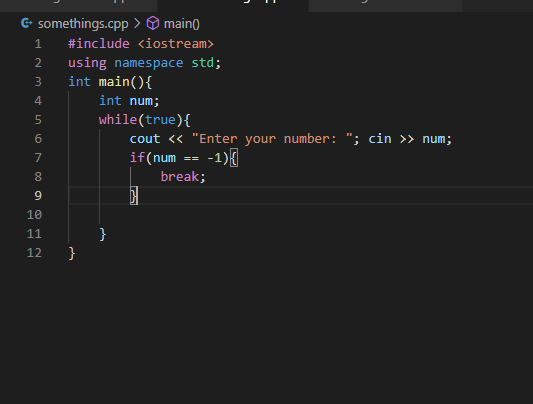 somethings.cpp > main()
1 #include <iostream>
2 using namespace std;
3 int main(){
4     int num;
5     while(true){
6         cout << "Enter your number: "; cin >> num;
7         if(num == -1){
8             break;
9         }
10
11     }
12 }